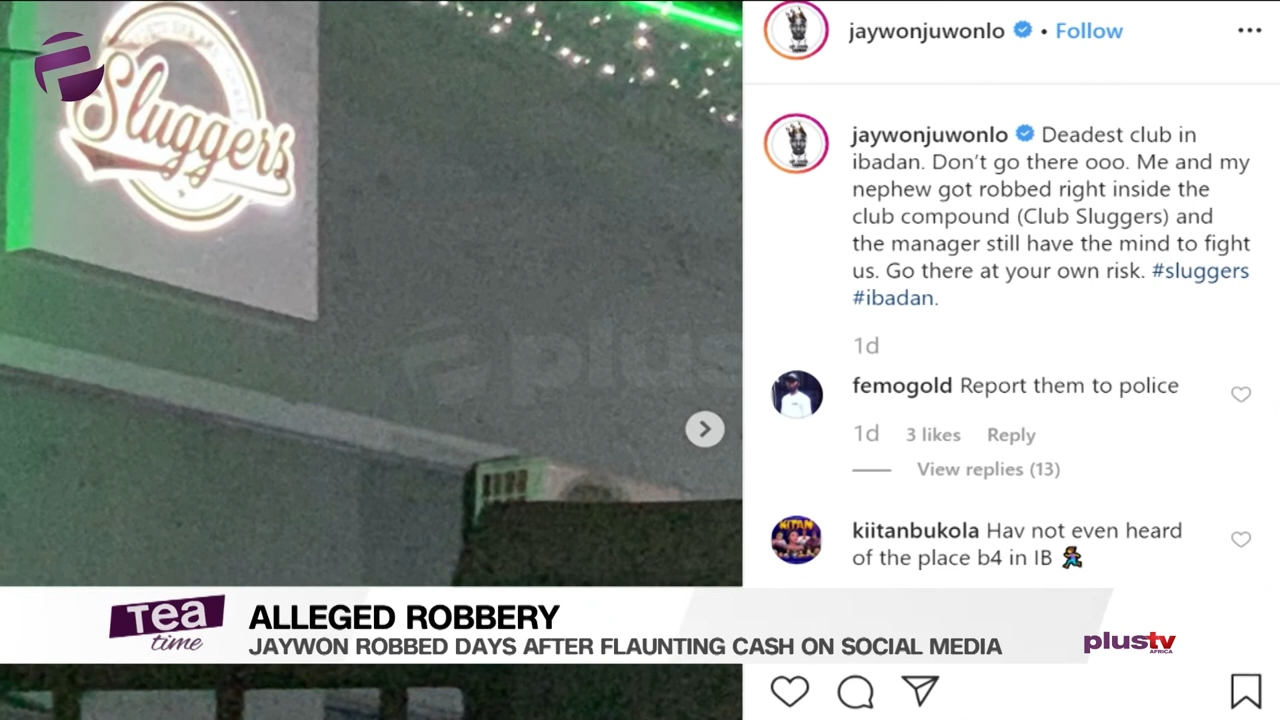 Sluggers
plus
jaywonjuwonlo • Follow
jaywonjuwonlo Deadest club in
ibadan. Don't go there ooo. Me and my
nephew got robbed right inside the
club compound (Club Sluggers) and
the manager still have the mind to fight
us. Go there at your own risk. #sluggers
#ibadan.
1d
femogold Report them to police
1d 3 likes Reply
View replies (13)
KITAN
kiitanbukola Hav not even heard
of the place b4 in IB
Tea
time
ALLEGED ROBBERY
JAYWON ROBBED DAYS AFTER FLAUNTING CASH ON SOCIAL MEDIA
plustv
AFRICA